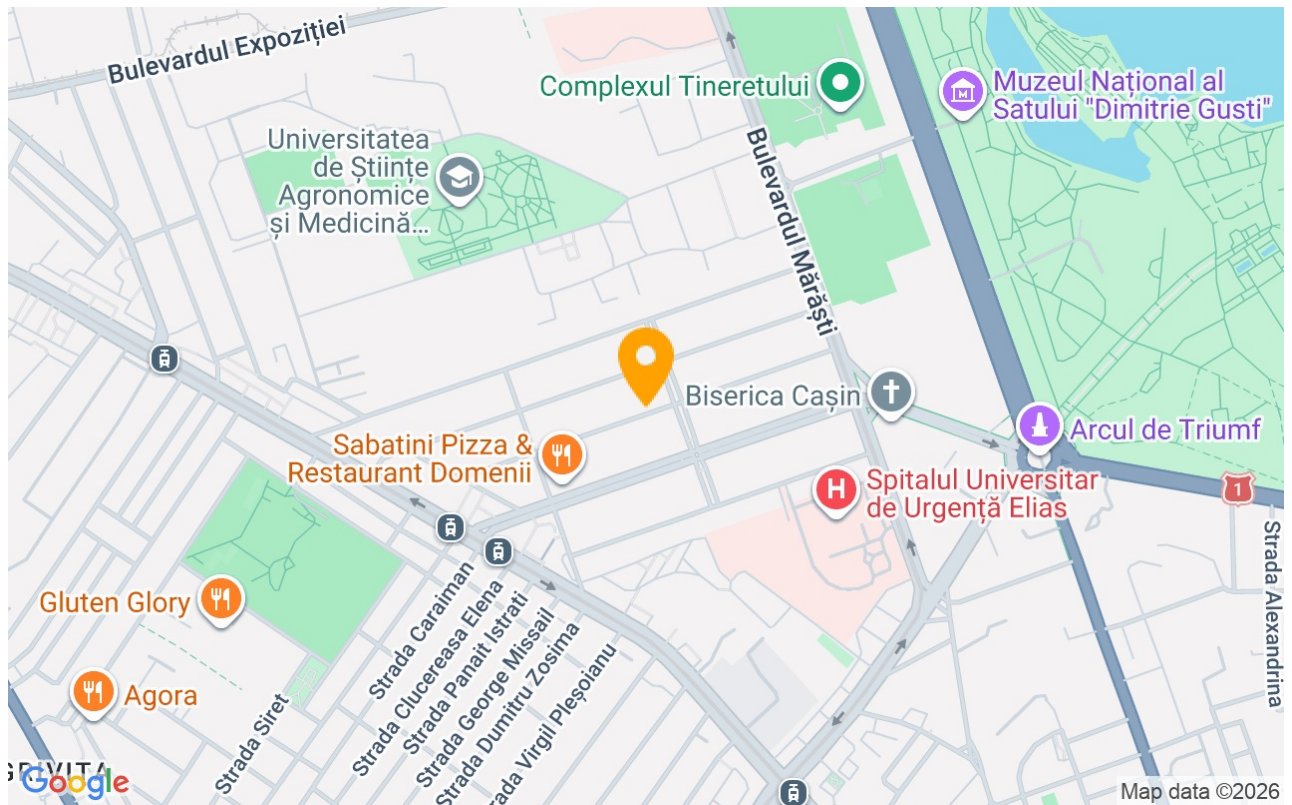 Bulevardul Expoziției
Complexul Tineretului
Muzeul Național al
Satului "Dimitrie Gusti"
Universitatea
de Științe
Agronomice
și Medicină...
Bulevardul Mărăști
Biserica Cașin
Arcul de Triumf
Sabatini Pizza &
Restaurant Domenii
Spitalul Universitar
de Urgență Elias
H
1
M
Gluten Glory
Agora
Strada Siret
Strada Caraiman
Strada Clucereasa Elena
Strada Panait Istrati
Strada George Missail
Strada Dumitru Zosima
rada Virgil Pleșoianu
Strada Alexandrina
GRIVIȚA
Google
Map data ©2026